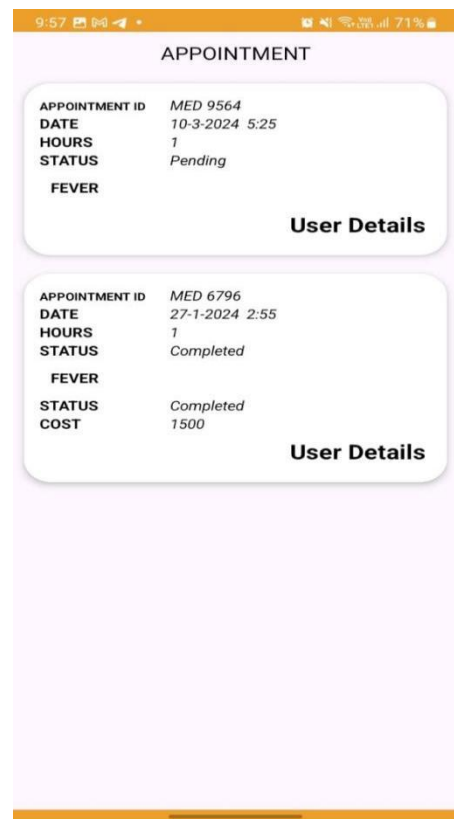 9:57
71%
APPOINTMENT
APPOINTMENT ID MED 9564
DATE 10-3-2024 5:25
HOURS 1
STATUS Pending
FEVER
User Details
APPOINTMENT ID MED 6796
DATE 27-1-2024 2:55
HOURS 1
STATUS Completed
FEVER
STATUS Completed
COST 1500
User Details